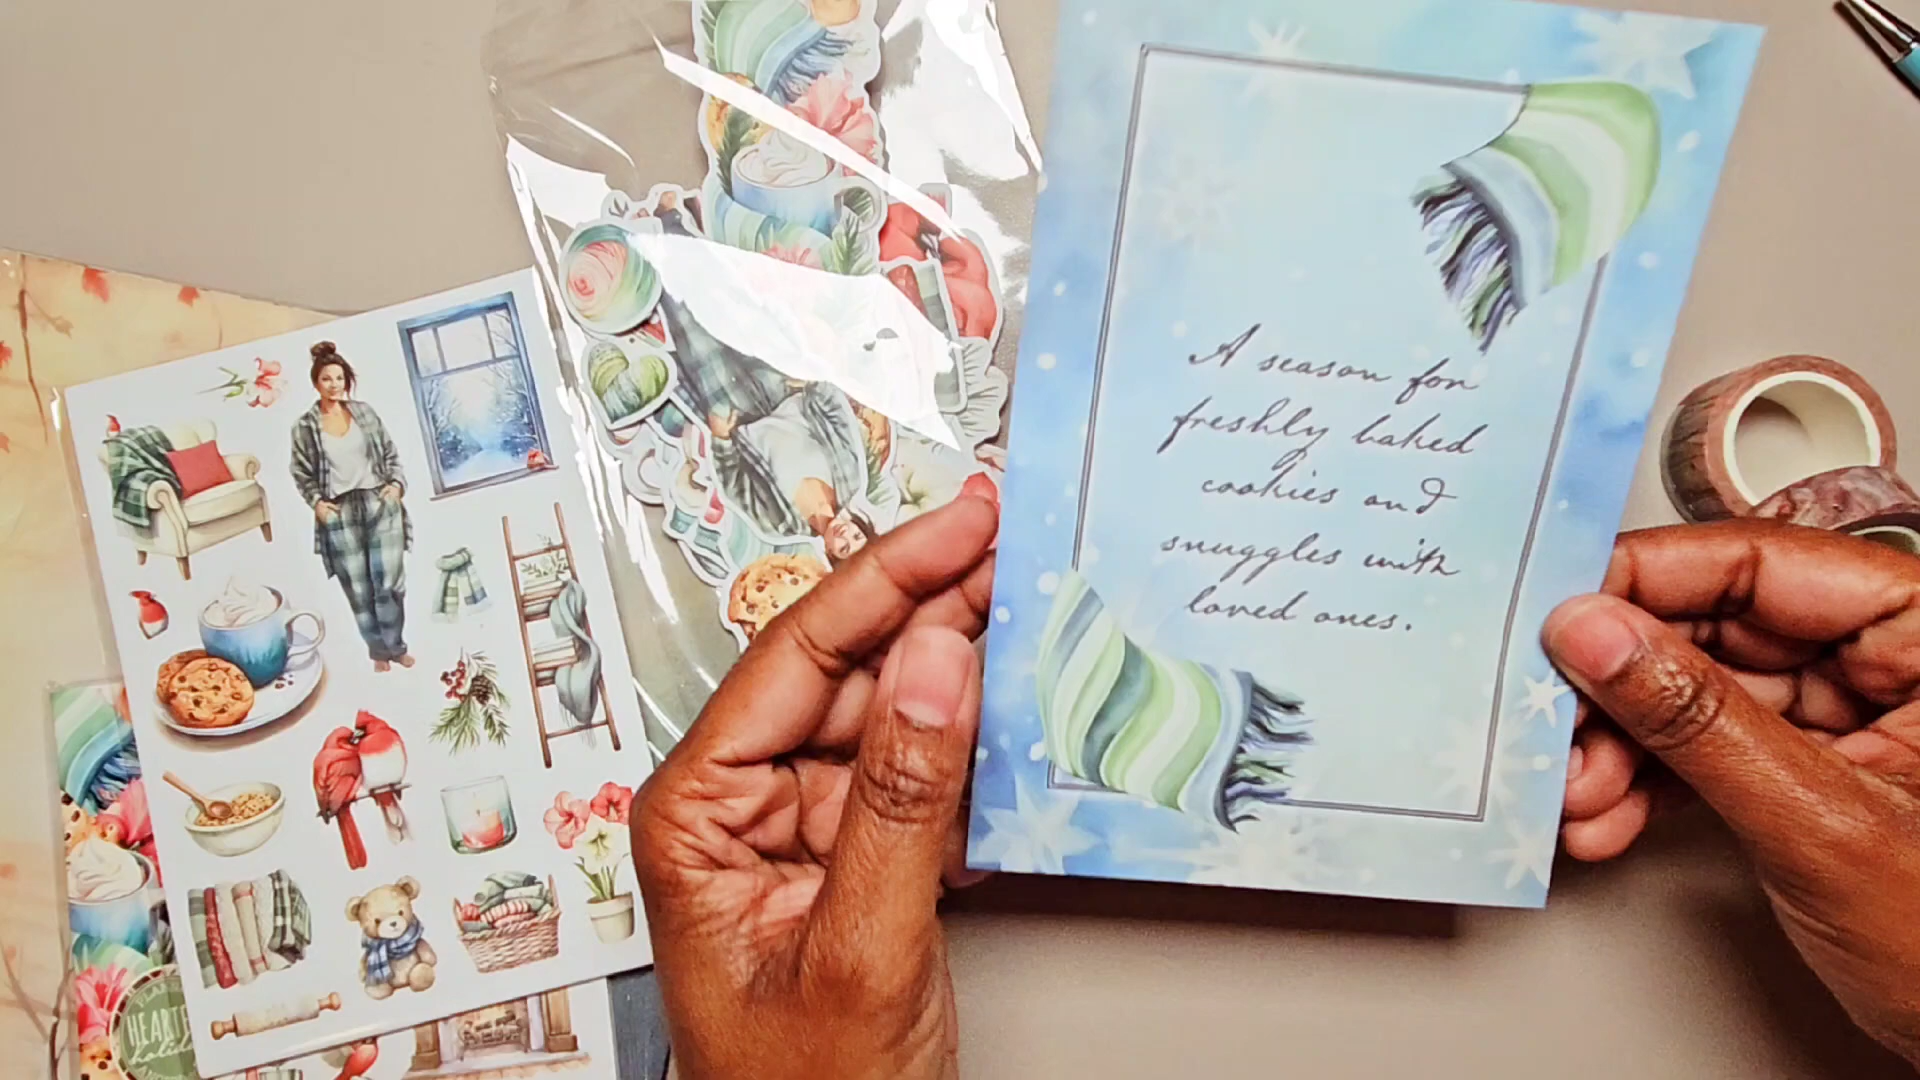 A season for
freshly baked
cookies and
snuggles with
loved ones.